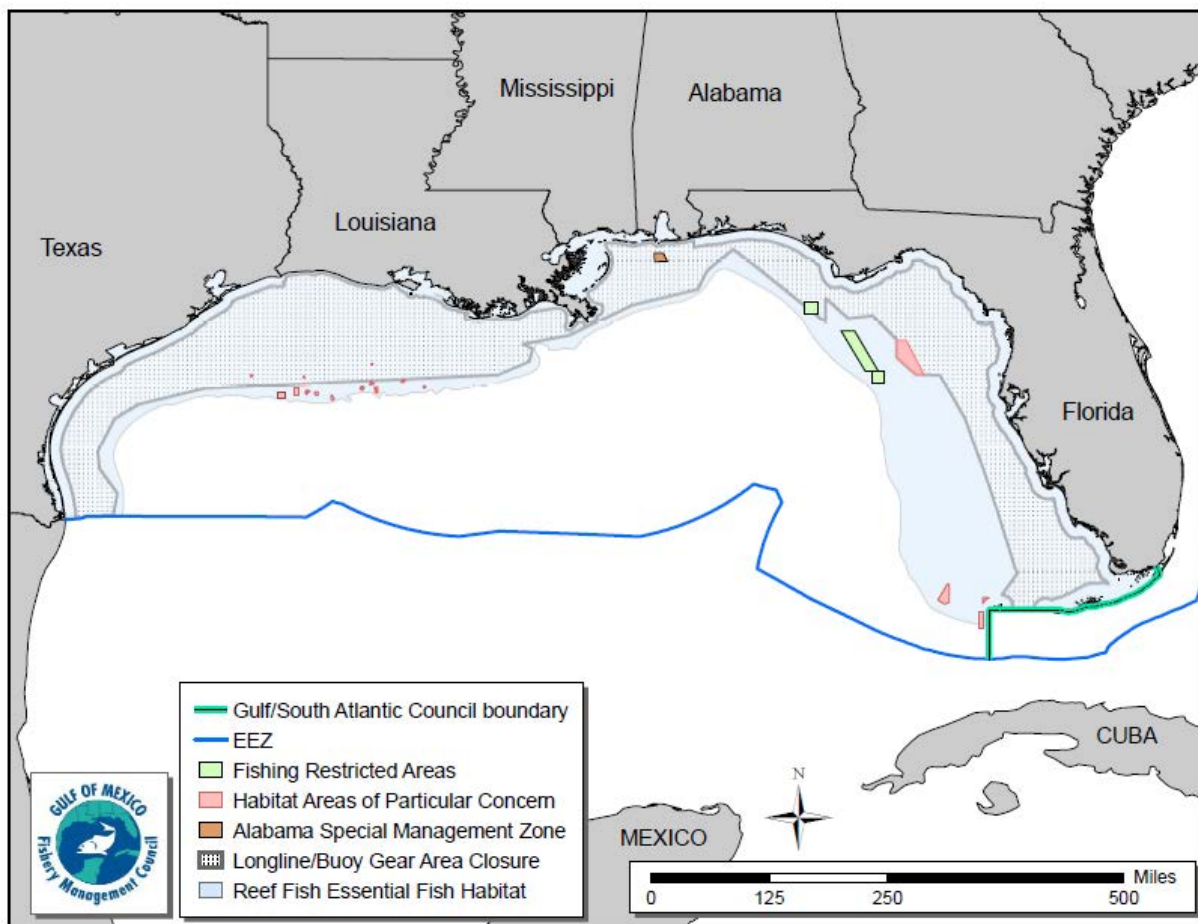 Mississippi
Alabama
Louisiana
Texas
Florida
Gulf/South Atlantic Council boundary
EEZ
Fishing Restricted Areas
Habitat Areas of Particular Concern
Alabama Special Management Zone
Longline/Buoy Gear Area Closure
Reef Fish Essential Fish Habitat
GULF OF MEXICO
Fishery Management Council
N
CUBA
MEXICO
Miles
0 125 250 500